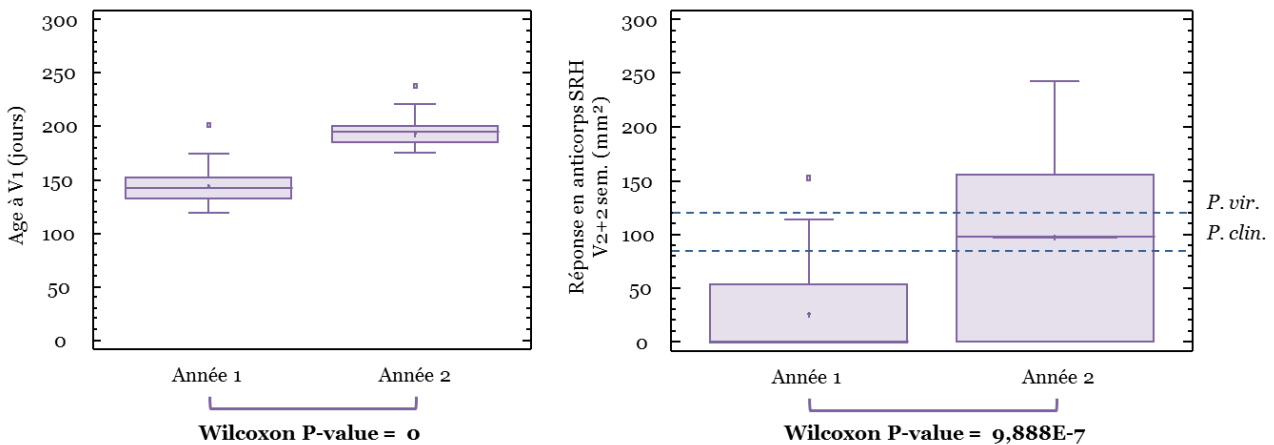 300
250
200
150
100
50
0
Age à V1 (jours)
Année 1
Année 2
Wilcoxon P-value = 0
300
250
200
150
100
50
0
Réponse en anticorps SRH
V2+2 sem. (mm²)
P. vir.
P. clin.
Année 1
Année 2
Wilcoxon P-value = 9,888E-7